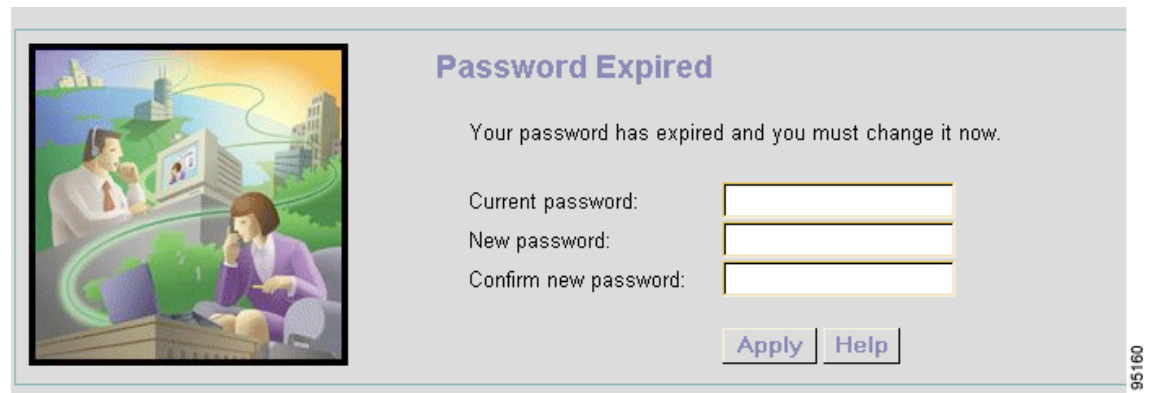 Password Expired
Your password has expired and you must change it now.
Current password:
New password:
Confirm new password:
Apply Help
95160